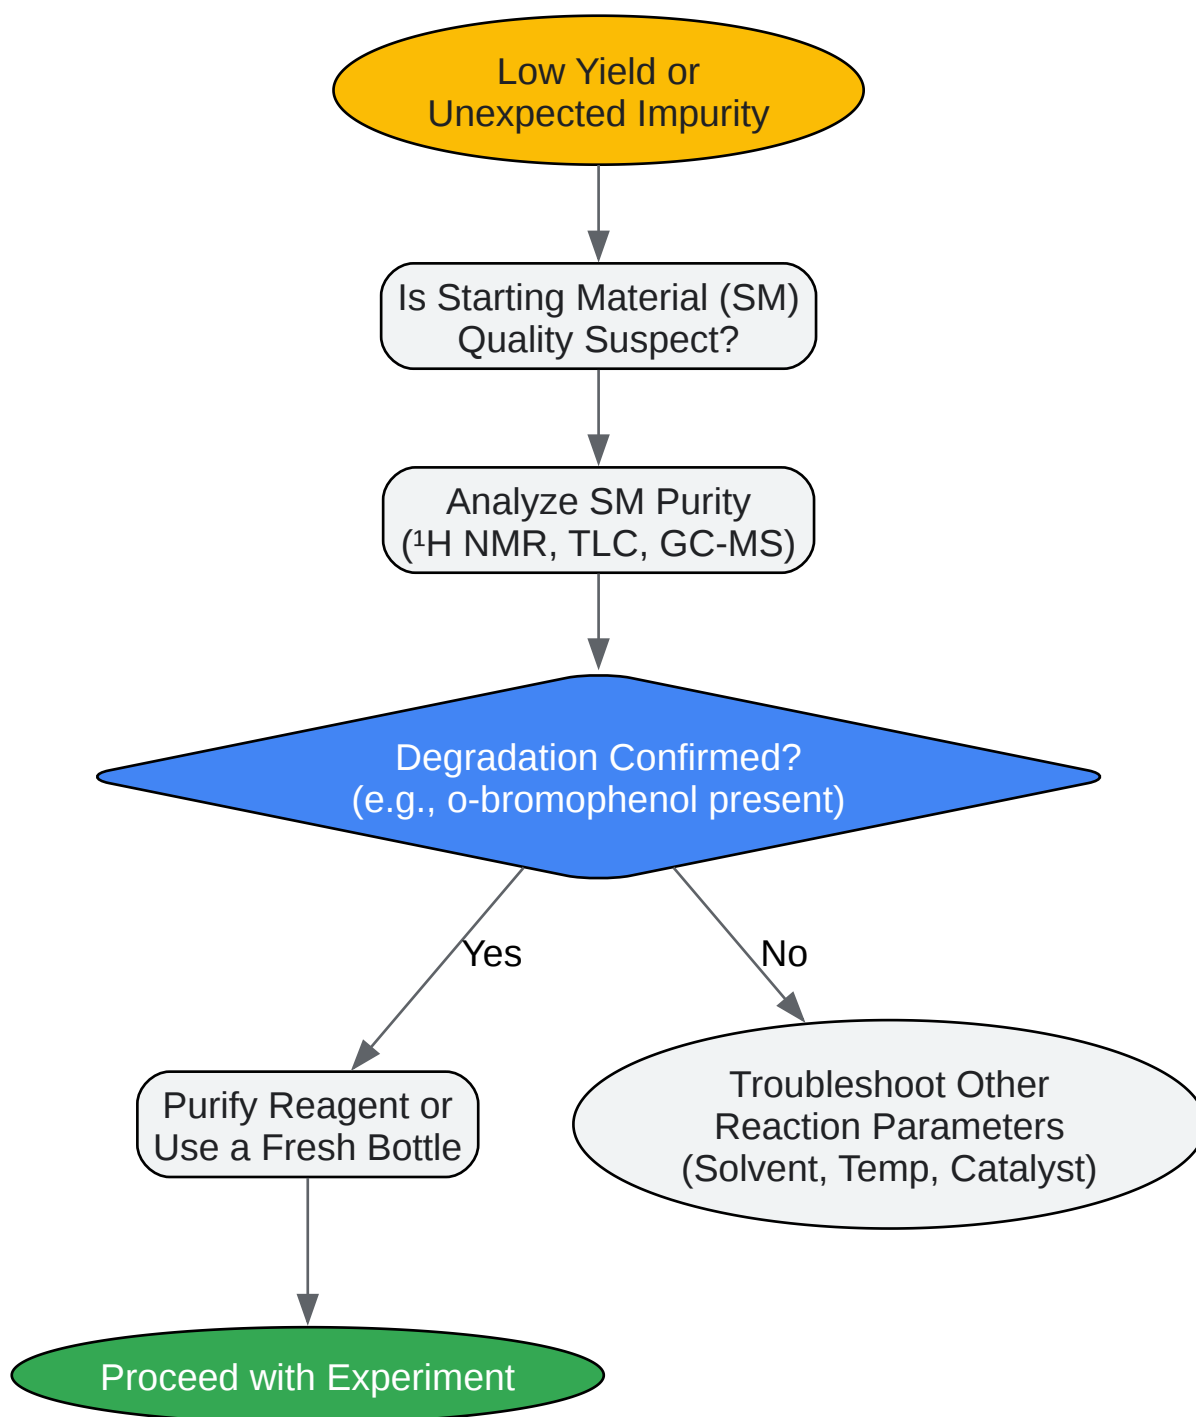 Low Yield or
Unexpected Impurity
Is Starting Material (SM)
Quality Suspect?
Analyze SM Purity
(¹H NMR, TLC, GC-MS)
Degradation Confirmed?
(e.g., o-bromophenol present)
Yes
No
Purify Reagent or
Use a Fresh Bottle
Troubleshoot Other
Reaction Parameters
(Solvent, Temp, Catalyst)
Proceed with Experiment